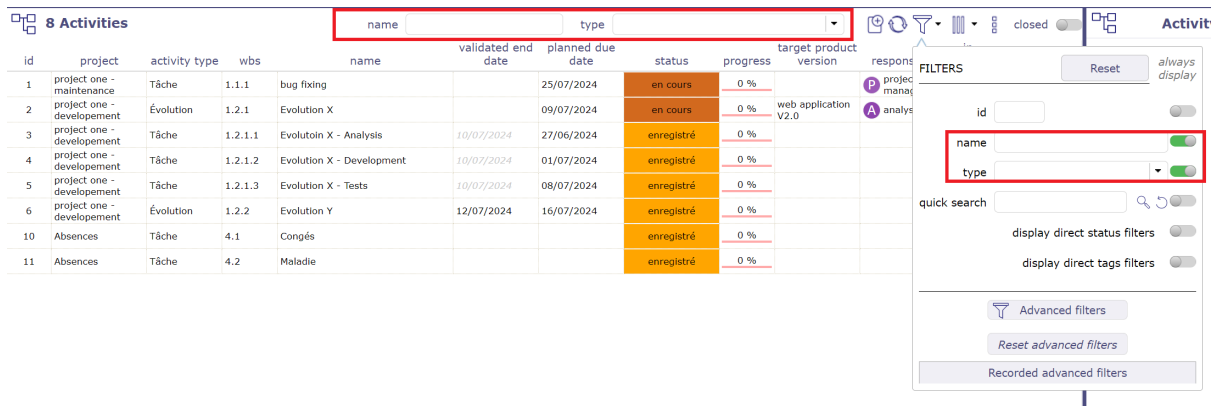 8 Activities name type closed Activity
id project activity type wbs name validated end date planned due date status progress target product version respons
1 project one - maintenance Tâche 1.1.1 bug fixing 25/07/2024 en cours 0 % P projec manag
2 project one - developement Évolution 1.2.1 Evolution X 09/07/2024 en cours 0 % web application V2.0 A analys
3 project one - developement Tâche 1.2.1.1 Evolutoin X - Analysis 10/07/2024 27/06/2024 enregistré 0 %
4 project one - developement Tâche 1.2.1.2 Evolution X - Development 10/07/2024 01/07/2024 enregistré 0 %
5 project one - developement Tâche 1.2.1.3 Evolution X - Tests 10/07/2024 08/07/2024 enregistré 0 %
6 project one - developement Évolution 1.2.2 Evolution Y 12/07/2024 16/07/2024 enregistré 0 %
10 Absences Tâche 4.1 Congés enregistré 0 %
11 Absences Tâche 4.2 Maladie enregistré 0 %
FILTERS Reset always display
id
name
type
quick search
display direct status filters
display direct tags filters
Advanced filters
Reset advanced filters
Recorded advanced filters